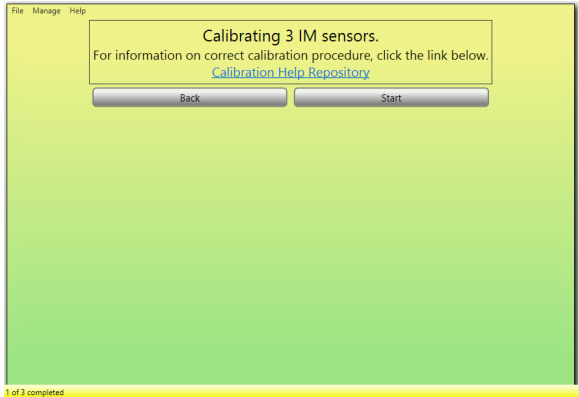 File Manage Help
Calibrating 3 IM sensors.
For information on correct calibration procedure, click the link below.
Calibration Help Repository
Back Start
1 of 3 completed